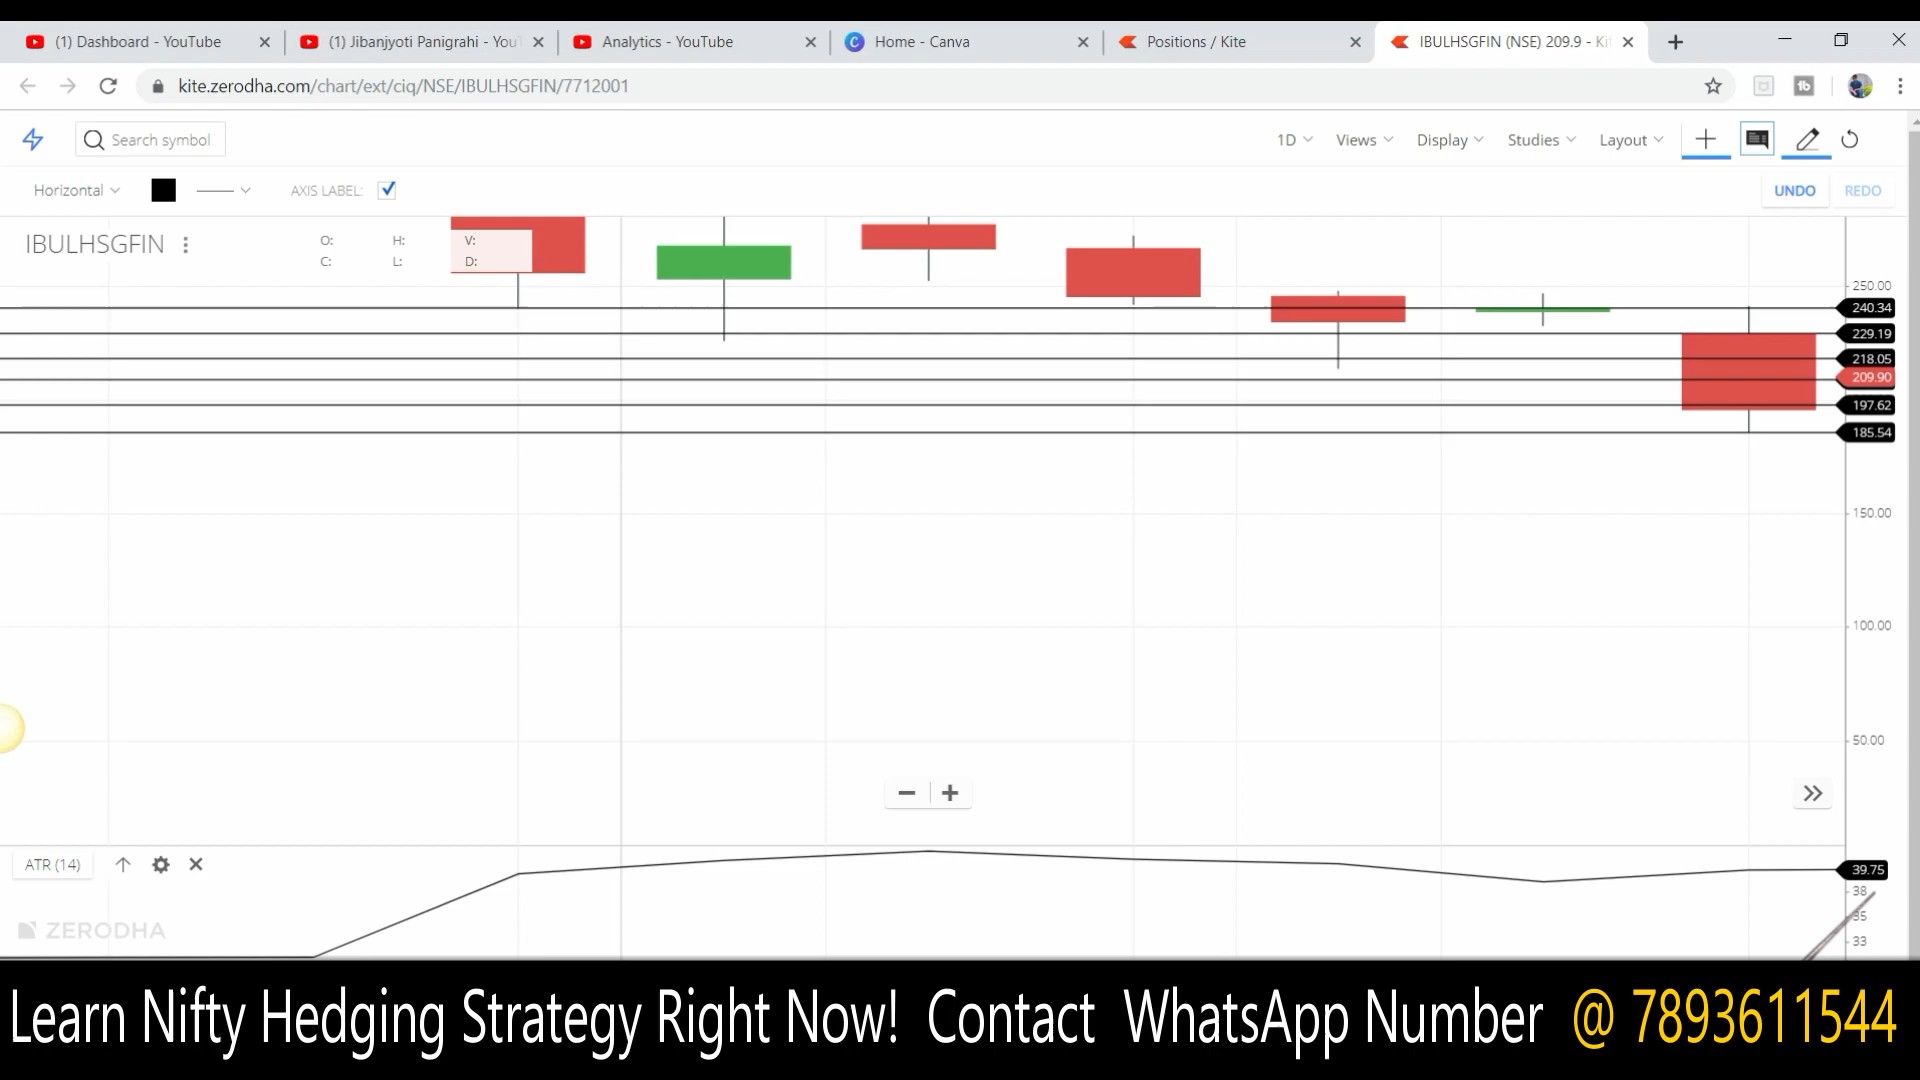 (1) Dashboard - YouTube
(1) Jibanjyoti Panigrahi - You
Analytics - YouTube
Home - Canva
Positions / Kite
IBULHSGFIN (NSE) 209.9 - Ki
kite.zerodha.com/chart/ext/ciq/NSE/IBULHSGFIN/7712001
Search symbol
1D
Views
Display
Studies
Layout
Horizontal
AXIS LABEL:
UNDO
REDO
IBULHSGFIN
O: H: V:
C: L: D:
250.00
240.34
229.19
218.05
209.90
197.62
185.54
150.00
100.00
50.00
ATR (14)
39.75
38
35
33
ZERODHA
Learn Nifty Hedging Strategy Right Now! Contact WhatsApp Number @ 7893611544